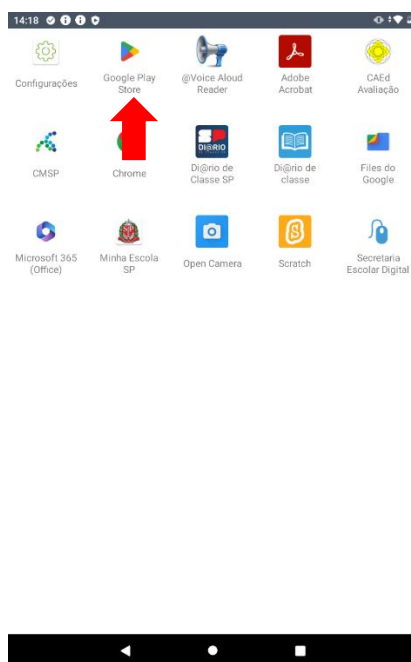 14:18
Configurações
Google Play
Store
@Voice Aloud
Reader
Adobe
Acrobat
CAEd
Avaliação
CMSP
Chrome
DI@RIO
Di@rio de
Classe SP
Di@rio de
classe
Files do
Google
Microsoft 365
(Office)
Minha Escola
SP
Open Camera
Scratch
Secretaria
Escolar Digital